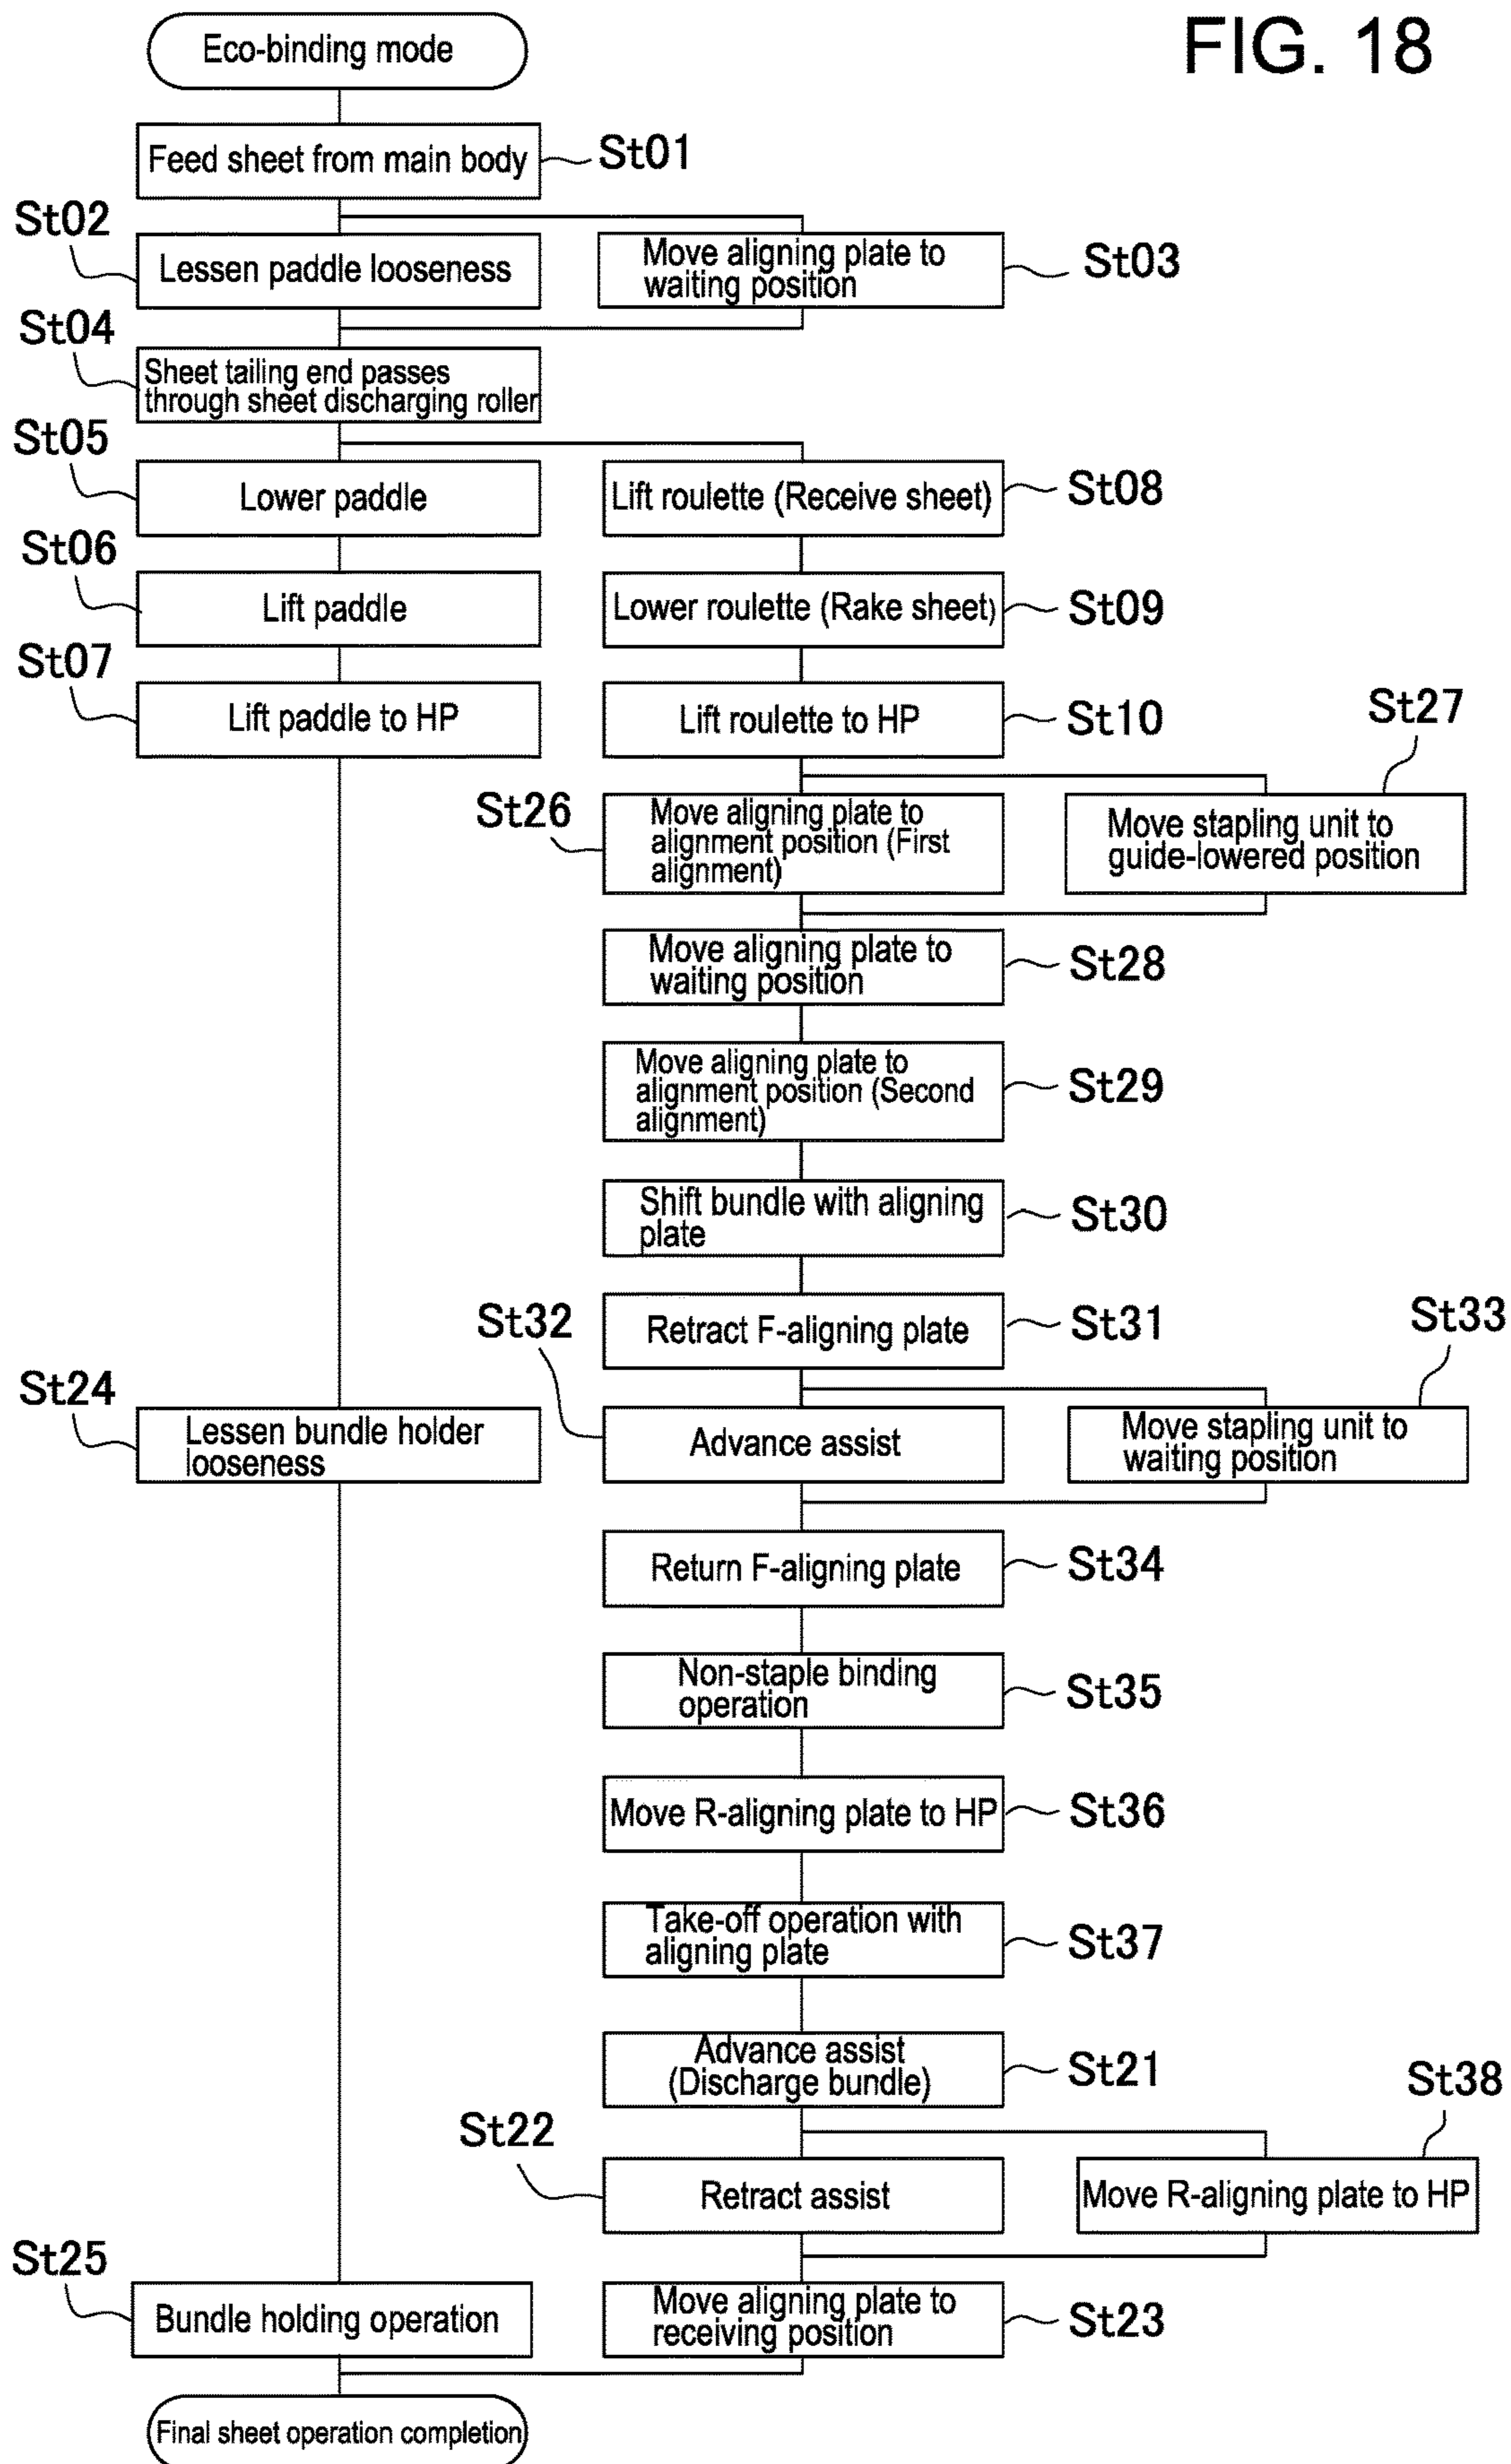 FIG. 18
Eco-binding mode
Feed sheet from main body
St01
St02
Lessen paddle looseness
Move aligning plate to
waiting position
St03
St04
Sheet tailing end passes
through sheet discharging roller
St05
Lower paddle
Lift roulette (Receive sheet)
St08
St06
Lift paddle
Lower roulette (Rake sheet)
St09
St07
Lift paddle to HP
Lift roulette to HP
St10
St27
St26
Move aligning plate to
alignment position (First
alignment)
Move stapling unit to
guide-lowered position
Move aligning plate to
waiting position
St28
Move aligning plate to
alignment position (Second
alignment)
St29
Shift bundle with aligning
plate
St30
Retract F-aligning plate
St31
St32
St33
St24
Lessen bundle holder
looseness
Advance assist
Move stapling unit to
waiting position
Return F-aligning plate
St34
Non-staple binding
operation
St35
Move R-aligning plate to HP
St36
Take-off operation with
aligning plate
St37
Advance assist
(Discharge bundle)
St21
St38
St22
Retract assist
Move R-aligning plate to HP
St25
Bundle holding operation
Move aligning plate to
receiving position
St23
Final sheet operation completion